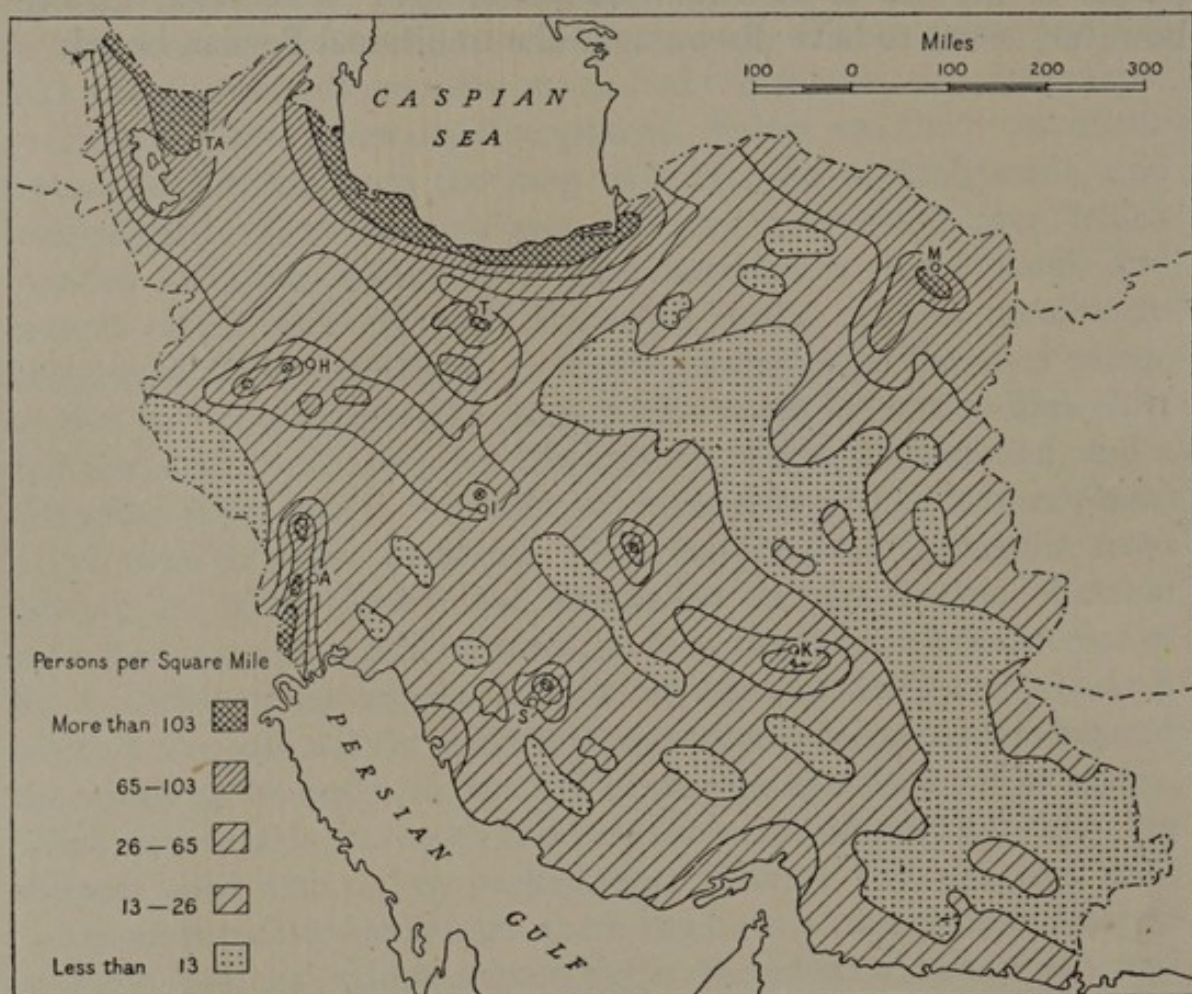 Miles
100 0 100 200 300
CASPIAN
SEA
TA
M
T
H
I
A
K
S
PERSIAN
GULF
Persons per Square Mile
More than 103
65—103
26—65
13—26
Less than 13